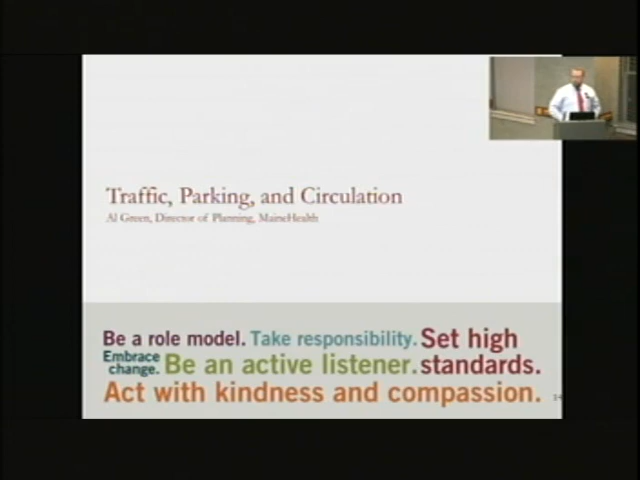 Traffic, Parking, and Circulation
Al Green, Director of Planning, MaineHealth
Be a role model. Take responsibility. Set high
Embrace change. Be an active listener. standards.
Act with kindness and compassion.